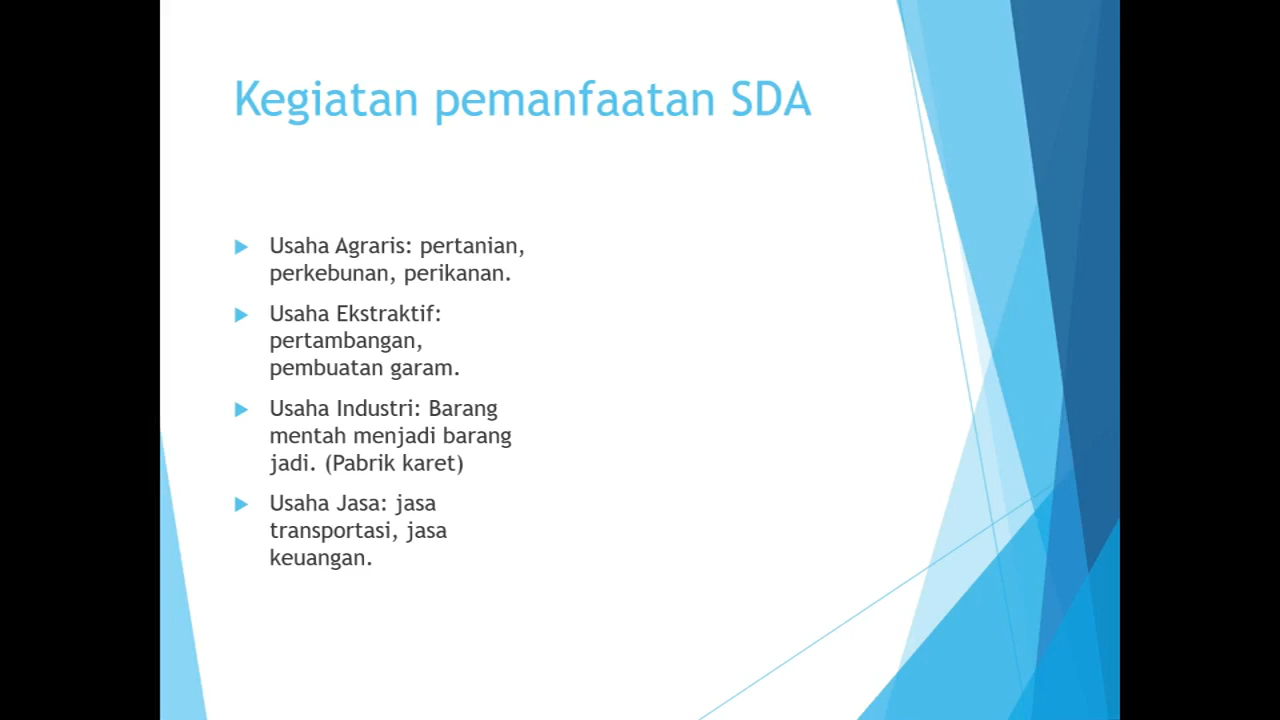 Kegiatan pemanfaatan SDA
Usaha Agraris: pertanian,
perkebunan, perikanan.
Usaha Ekstraktif:
pertambangan,
pembuatan garam.
Usaha Industri: Barang
mentah menjadi barang
jadi. (Pabrik karet)
Usaha Jasa: jasa
transportasi, jasa
keuangan.